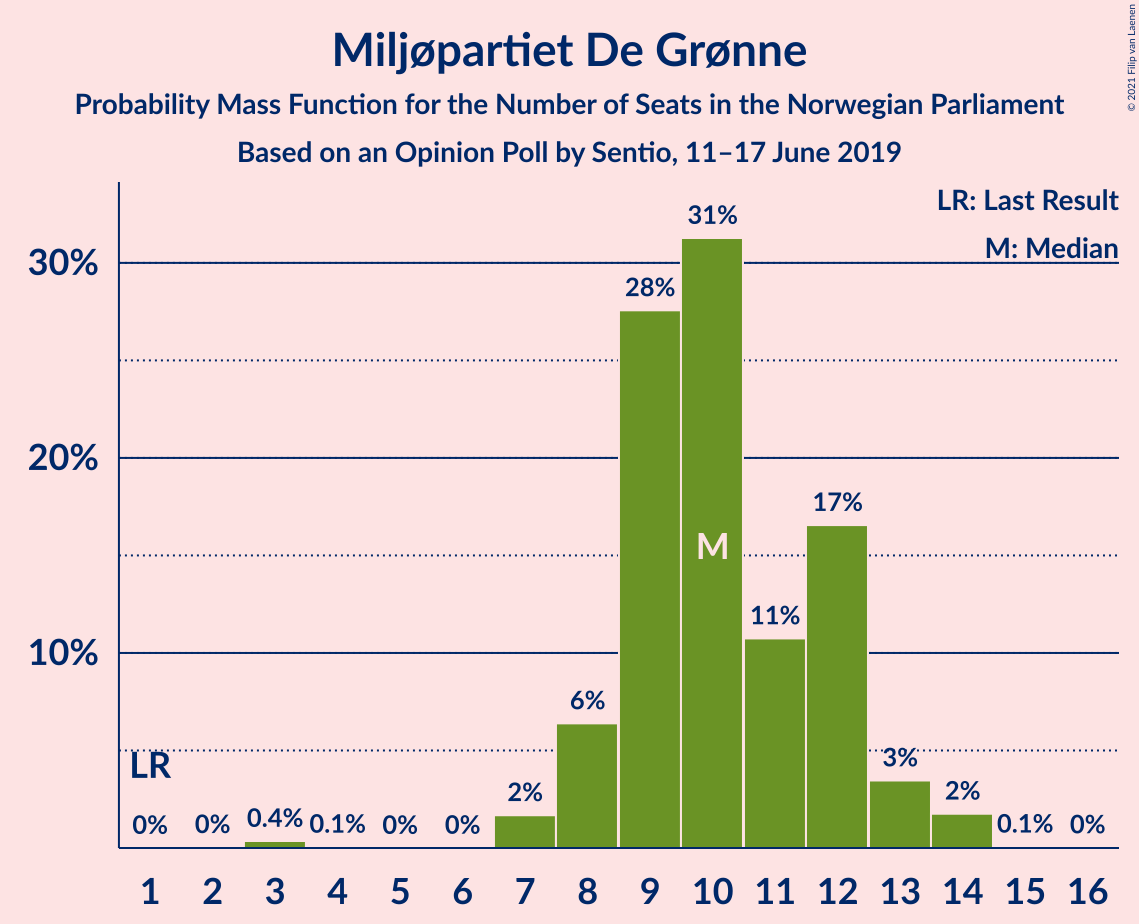 Miljøpartiet De Grønne
Probability Mass Function for the Number of Seats in the Norwegian Parliament
Based on an Opinion Poll by Sentio, 11–17 June 2019
© 2021 Filip van Laenen
LR: Last Result
M: Median
30%
20%
10%
LR
M
0%
0%
0.4%
0.1%
0%
0%
2%
6%
28%
31%
11%
17%
3%
2%
0.1%
0%
1 2 3 4 5 6 7 8 9 10 11 12 13 14 15 16